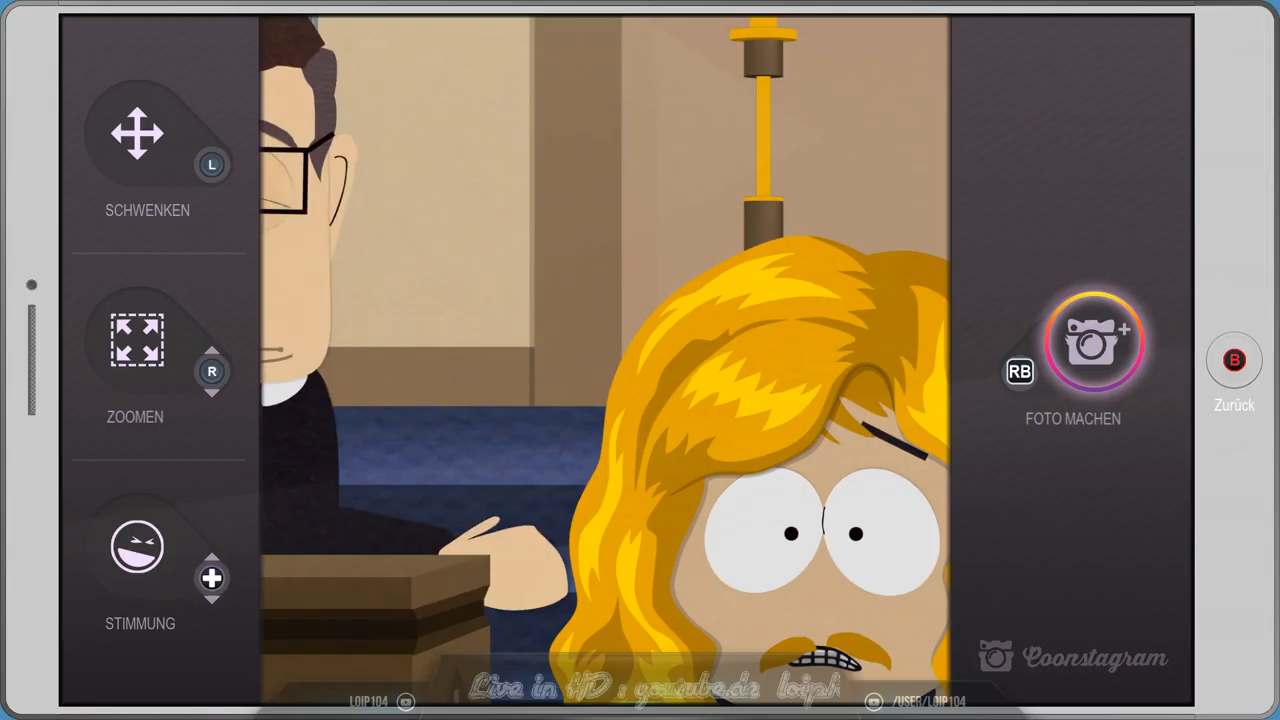 L
SCHWENKEN
R
ZOOMEN
STIMMUNG
RB
FOTO MACHEN
B
Zurück
Coonstagram
Live in HD : youtube.de loip
LOIP104
/USER/LOIP104